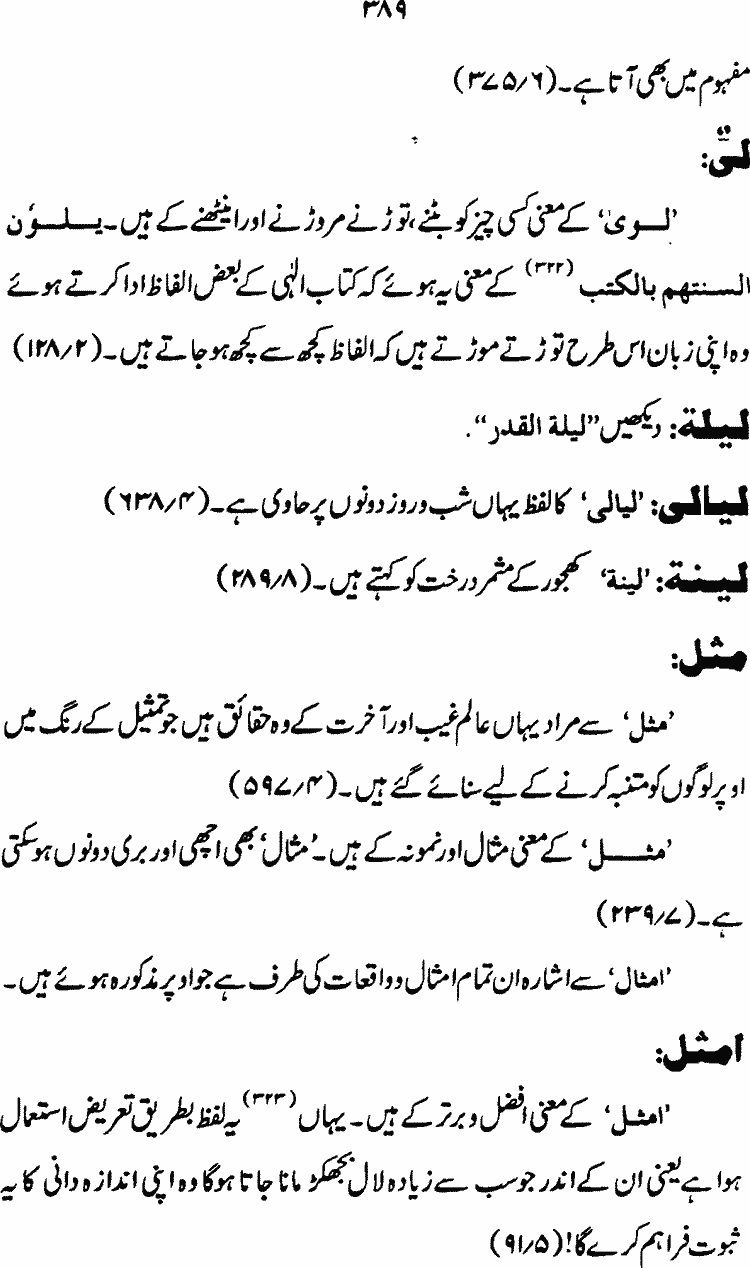 ۳۸۹
مفہوم میں بھی آتا ہے۔ (۳۷۵/۶)
لیّ:
’لوی‘ کے معنی کسی چیز کو بٹنے، توڑنے مروڑنے اور اینٹھنے کے ہیں۔ یلؤن
السنتھم بالکتب (۳۲۲) کے معنی یہ ہوئے کہ کتاب الٰہی کے بعض الفاظ ادا کرتے ہوئے
وہ اپنی زبان اس طرح توڑتے موڑتے ہیں کہ الفاظ کچھ سے کچھ ہو جاتے ہیں۔ (۱۲۸/۲)
لیلة: دیکھیں ”لیلة القدر“.
لیالی: ’لیالی‘ کا لفظ یہاں شب و روز دونوں پر حاوی ہے۔ (۶۳۸/۴)
لینة: ’لینة‘ کھجور کے مثمر درخت کو کہتے ہیں۔ (۲۸۹/۸)
مثل:
’مثل‘ سے مراد یہاں عالم غیب اور آخرت کے وہ حقائق ہیں جو تمثیل کے رنگ میں
اوپر لوگوں کو متنبہ کرنے کے لیے سنائے گئے ہیں۔ (۵۹۷/۴)
’مثل‘ کے معنی مثال اور نمونہ کے ہیں۔ ’مثال‘ بھی اچھی اور بری دونوں ہو سکتی
ہے۔ (۲۳۹/۷)
’امثال‘ سے اشارہ ان تمام امثال و واقعات کی طرف ہے جو اوپر مذکورہ ہوئے ہیں۔
امثل:
’امثل‘ کے معنی افضل و برتر کے ہیں۔ یہاں (۳۲۳) یہ لفظ بطریق تعریض استعمال
ہوا ہے یعنی ان کے اندر جو سب سے زیادہ لال بجھکڑ مانا جاتا ہوگا وہ اپنی اندازہ دانی کا یہ
ثبوت فراہم کرے گا! (۹۱/۵)